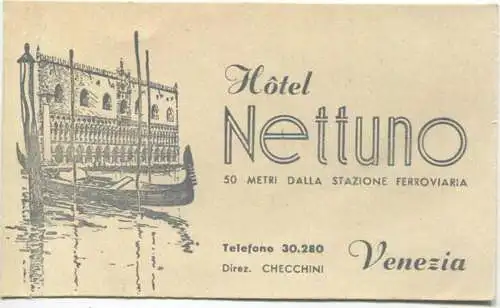 Hôtel
Nettuno
50 METRI DALLA STAZIONE FERROVIARIA
Telefono 30.280
Direz. CHECCHINI
Venezia